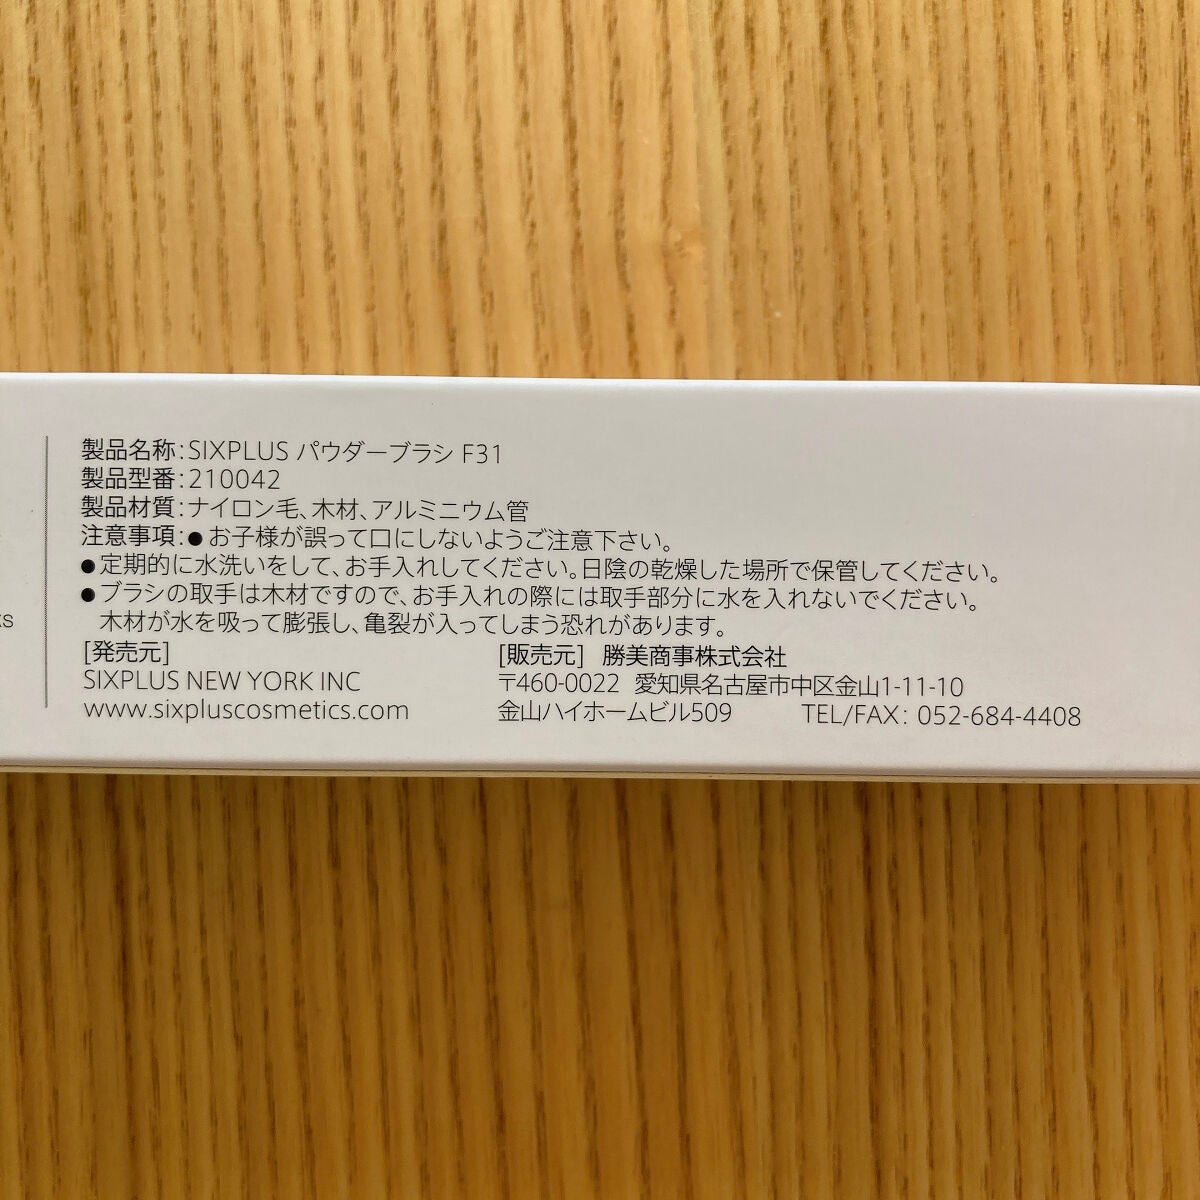 製品名称:SIXPLUS パウダーブラシ F31
製品型番:210042
製品材質:ナイロン毛、木材、アルミニウム管
注意事項:●お子様が誤って口にしないようご注意下さい。
●定期的に水洗いをして、お手入れしてください。日陰の乾燥した場所で保管してください。
●ブラシの取手は木材ですので、お手入れの際には取手部分に水を入れないでください。
木材が水を吸って膨張し、亀裂が入ってしまう恐れがあります。
[発売元]
SIXPLUS NEW YORK INC
www.sixpluscosmetics.com
[販売元] 勝美商事株式会社
〒460-0022 愛知県名古屋市中区金山1-11-10
金山ハイホームビル509 TEL/FAX: 052-684-4408